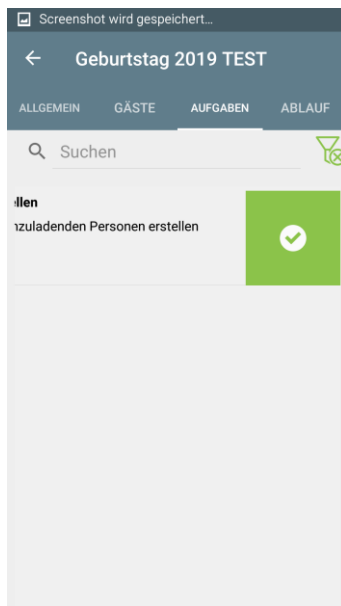 Screenshot wird gespeichert...
Geburtstag 2019 TEST
ALLGEMEIN GÄSTE AUFGABEN ABLAUF
Suchen
llen
nzuladenden Personen erstellen